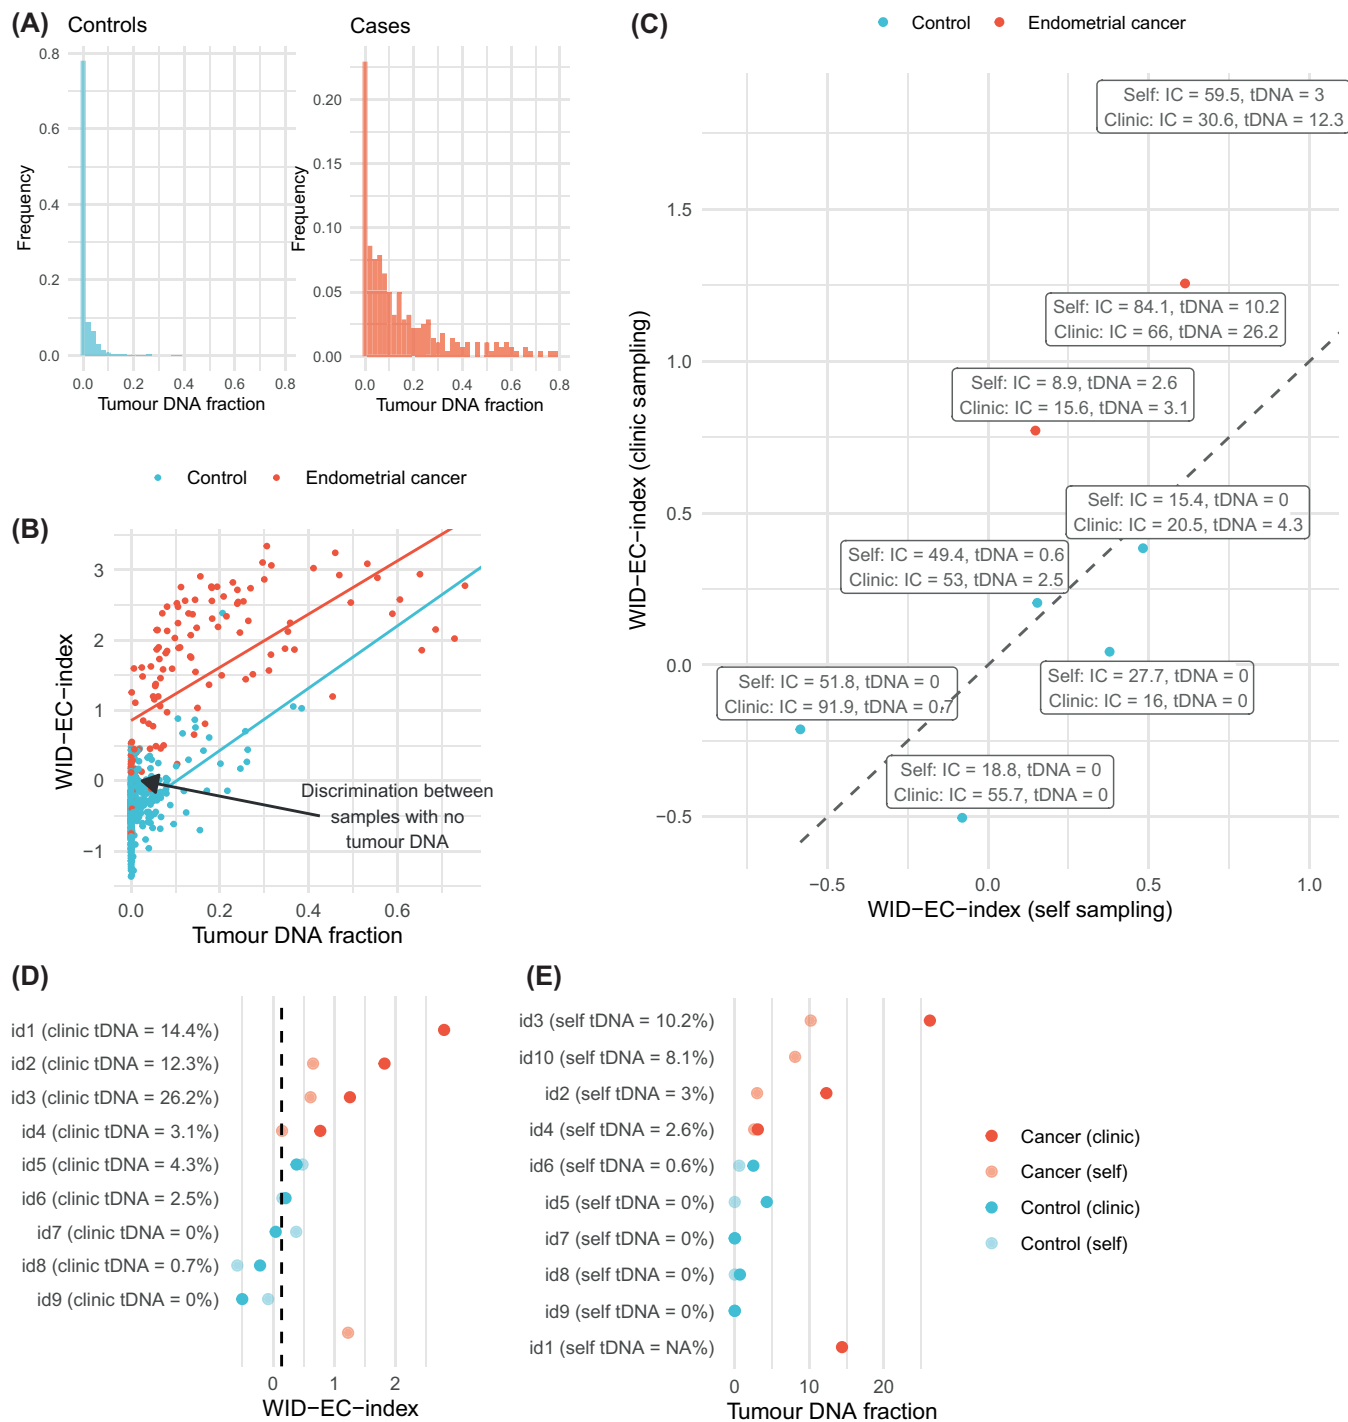 (A)
Controls
Cases
Frequency
0.8
0.6
0.4
0.2
0.0
0.0 0.2 0.4 0.6 0.8
Tumour DNA fraction
Frequency
0.20
0.15
0.10
0.05
0.00
0.0 0.2 0.4 0.6 0.8
Tumour DNA fraction
Control Endometrial cancer
(B)
WID−EC−index
3
2
1
0
−1
Discrimination between
samples with no
tumour DNA
0.0 0.2 0.4 0.6
Tumour DNA fraction
(C)
Control Endometrial cancer
WID−EC−index (clinic sampling)
1.5
1.0
0.5
0.0
−0.5
Self: IC = 59.5, tDNA = 3
Clinic: IC = 30.6, tDNA = 12.3
Self: IC = 84.1, tDNA = 10.2
Clinic: IC = 66, tDNA = 26.2
Self: IC = 8.9, tDNA = 2.6
Clinic: IC = 15.6, tDNA = 3.1
Self: IC = 15.4, tDNA = 0
Clinic: IC = 20.5, tDNA = 4.3
Self: IC = 49.4, tDNA = 0.6
Clinic: IC = 53, tDNA = 2.5
Self: IC = 27.7, tDNA = 0
Clinic: IC = 16, tDNA = 0
Self: IC = 51.8, tDNA = 0
Clinic: IC = 91.9, tDNA = 0.7
Self: IC = 18.8, tDNA = 0
Clinic: IC = 55.7, tDNA = 0
−0.5 0.0 0.5 1.0
WID−EC−index (self sampling)
(D)
id1 (clinic tDNA = 14.4%)
id2 (clinic tDNA = 12.3%)
id3 (clinic tDNA = 26.2%)
id4 (clinic tDNA = 3.1%)
id5 (clinic tDNA = 4.3%)
id6 (clinic tDNA = 2.5%)
id7 (clinic tDNA = 0%)
id8 (clinic tDNA = 0.7%)
id9 (clinic tDNA = 0%)
0 1 2
WID−EC−index
(E)
id3 (self tDNA = 10.2%)
id10 (self tDNA = 8.1%)
id2 (self tDNA = 3%)
id4 (self tDNA = 2.6%)
id6 (self tDNA = 0.6%)
id5 (self tDNA = 0%)
id7 (self tDNA = 0%)
id8 (self tDNA = 0%)
id9 (self tDNA = 0%)
id1 (self tDNA = NA%)
0 10 20
Tumour DNA fraction
Cancer (clinic)
Cancer (self)
Control (clinic)
Control (self)